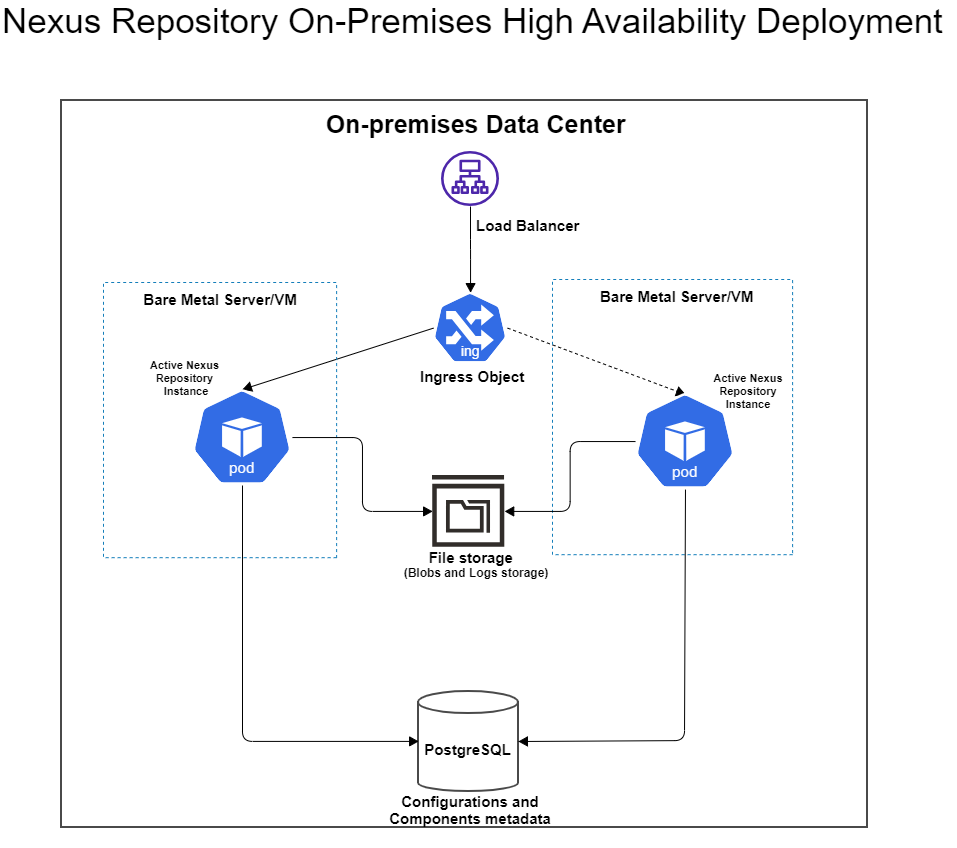 Nexus Repository On-Premises High Availability Deployment
On-premises Data Center
Load Balancer
Bare Metal Server/VM
Bare Metal Server/VM
ing
Ingress Object
Active Nexus
Repository
Instance
pod
Active Nexus
Repository
Instance
pod
File storage
(Blobs and Logs storage)
PostgreSQL
Configurations and
Components metadata